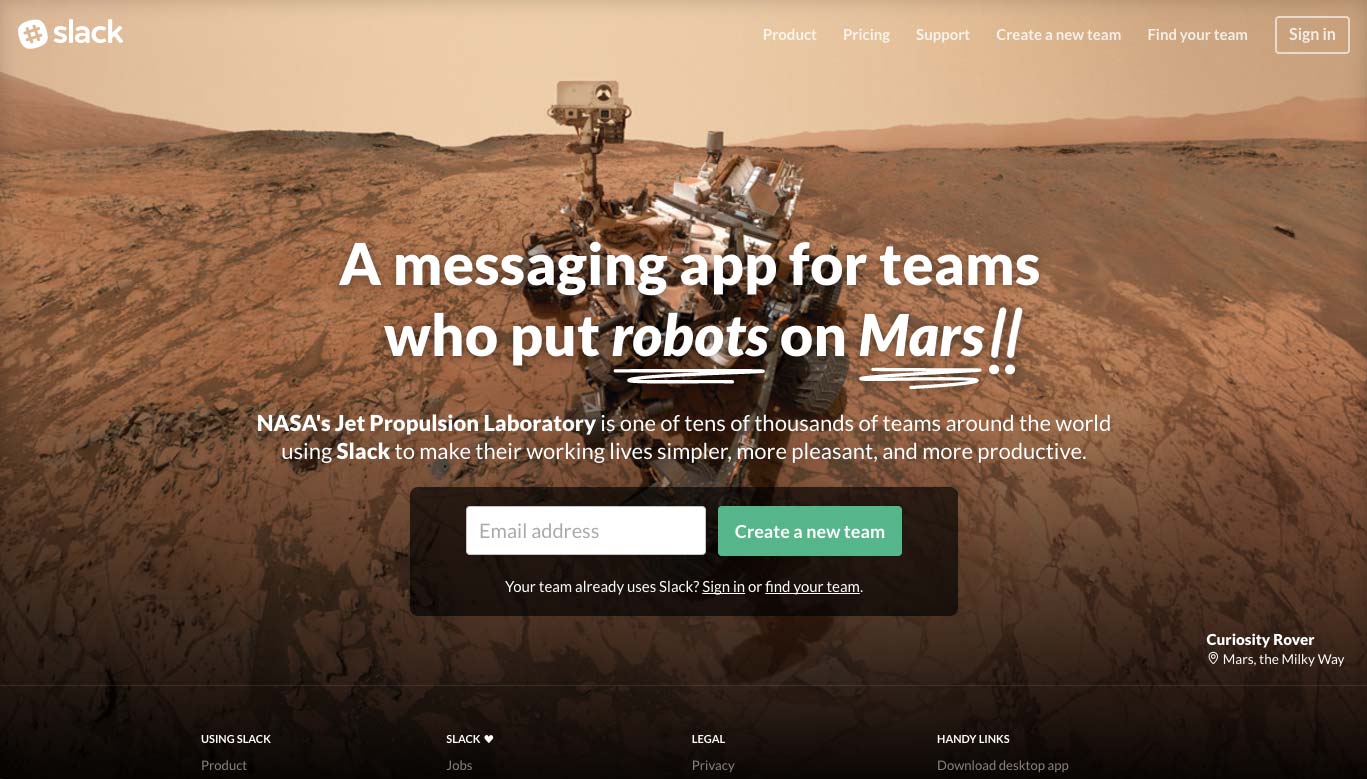 slack
Product Pricing Support Create a new team Find your team Sign in
A messaging app for teams
who put robots on Mars!!
NASA's Jet Propulsion Laboratory is one of tens of thousands of teams around the world
using Slack to make their working lives simpler, more pleasant, and more productive.
Email address Create a new team
Your team already uses Slack? Sign in or find your team.
Curiosity Rover
Mars, the Milky Way
USING SLACK SLACK ♥ LEGAL HANDY LINKS
Product Jobs Privacy Download desktop app